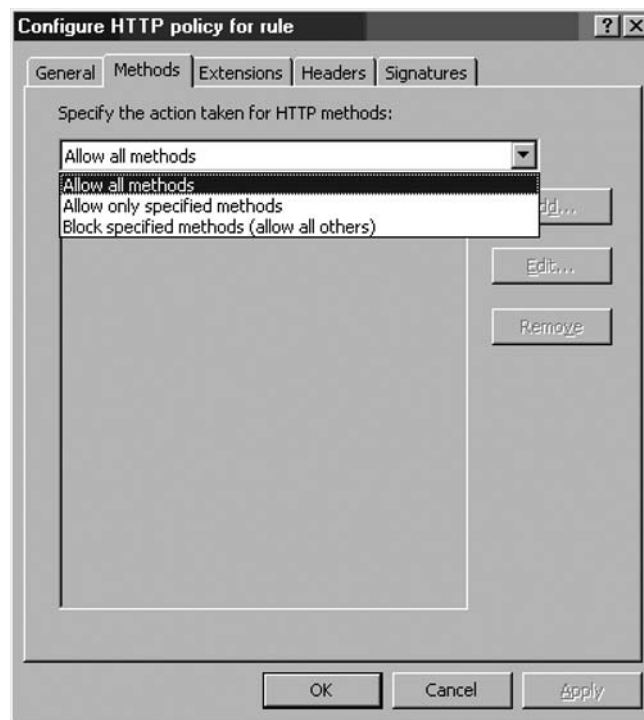 Configure HTTP policy for rule
General Methods Extensions Headers Signatures
Specify the action taken for HTTP methods:
Allow all methods
Allow all methods
Allow only specified methods
Block specified methods (allow all others)
Edit...
Remove
OK Cancel Apply